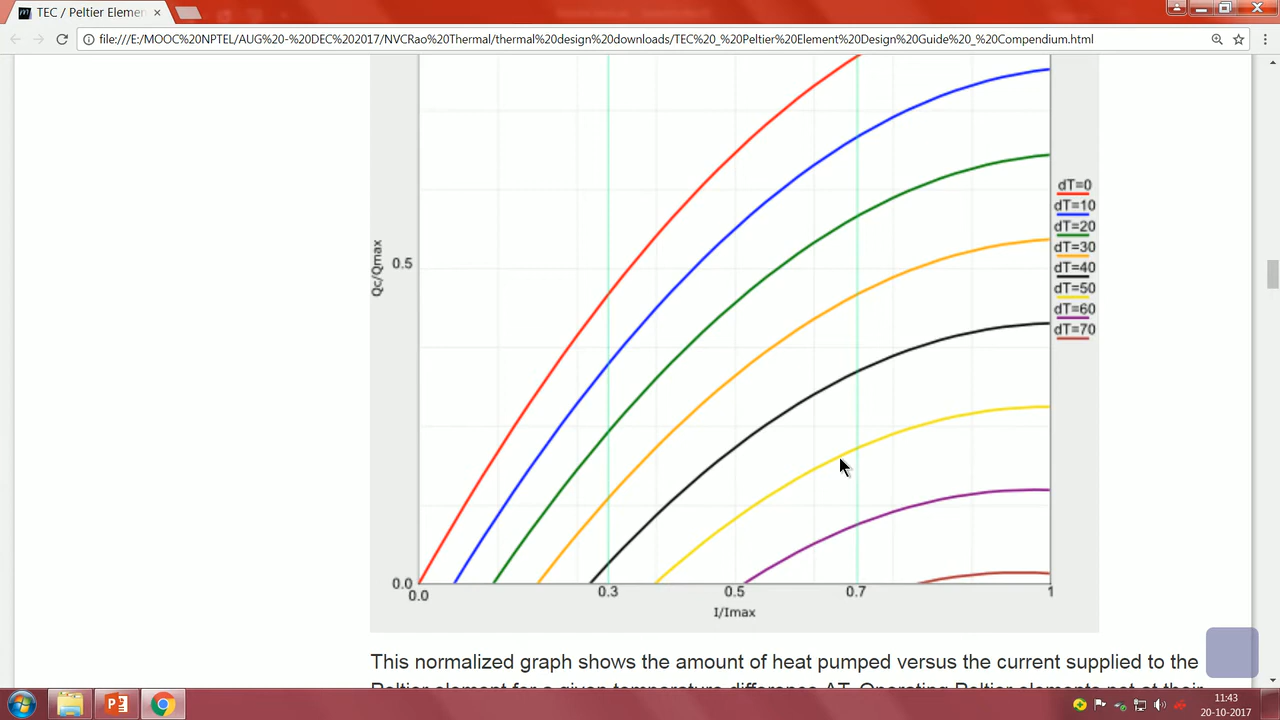 TEC / Peltier Elemen
file:///E:/MOOC%20NPTEL/AUG%20-%20DEC%202017/NVCRao%20Thermal/thermal%20design%20downloads/TEC%20_%20Peltier%20Element%20Design%20Guide%20_%20Compendium.html
Qc/Qmax
0.5
0.0
0.0
0.3
0.5
0.7
1
I/Imax
dT=0
dT=10
dT=20
dT=30
dT=40
dT=50
dT=60
dT=70
This normalized graph shows the amount of heat pumped versus the current supplied to the
11:43
20-10-2017